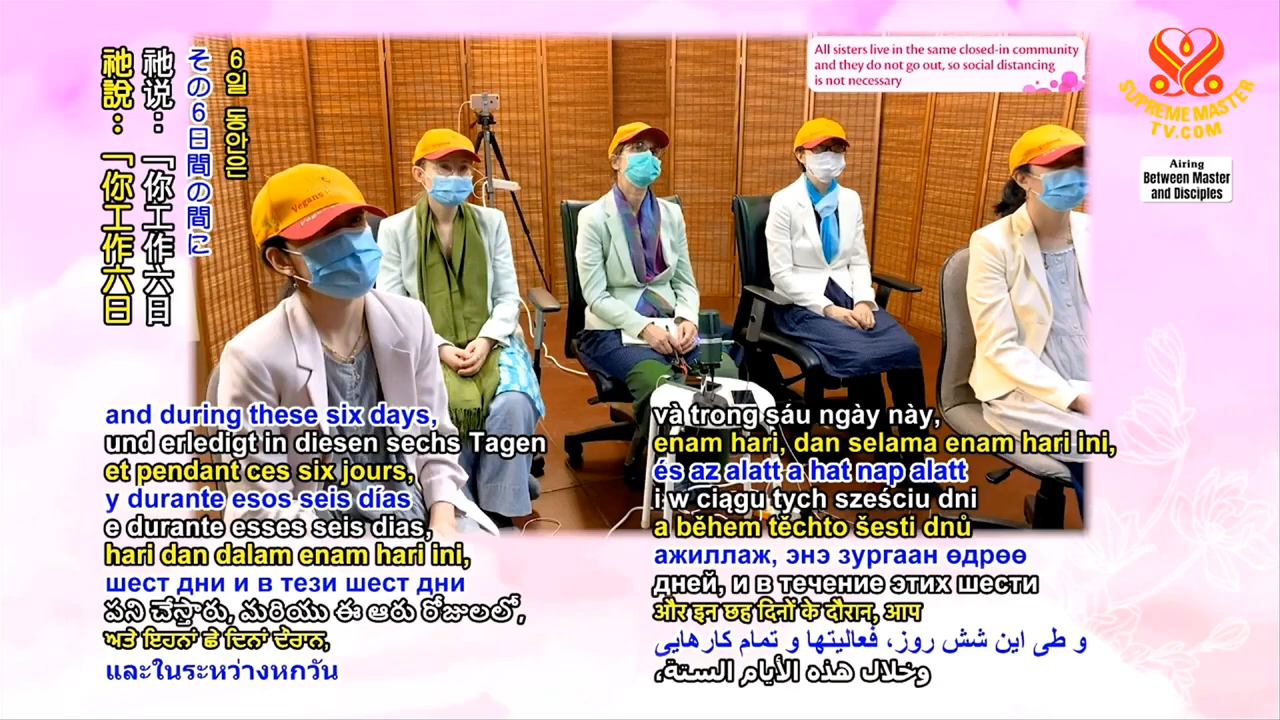 All sisters live in the same closed-in community
and they do not go out, so social distancing
is not necessary
SUPREME MASTER
TV.COM
Airing
Between Master
and Disciples
6일 동안은
その6日間の間に
祂说：「你工作六日
祂說：「你工作六日
Vegans
and during these six days,
und erledigt in diesen sechs Tagen
et pendant ces six jours,
y durante esos seis días
e durante esses seis dias,
hari dan dalam enam hari ini,
шест дни и в тези шест дни
పని చేస్తారు, మరియు ఈ ఆరు రోజులలో,
ਅਤੇ ਇਹਨਾਂ ਛੇ ਦਿਨਾਂ ਦੌਰਾਨ,
และในระหว่างหกวัน
và trong sáu ngày này,
enam hari, dan selama enam hari ini,
és az alatt a hat nap alatt
i w ciągu tych sześciu dni
a během těchto šesti dnů
ажиллаж, энэ зургаан өдрөө
дней, и в течение этих шести
और इन छह दिनों के दौरान, आप
و طی این شش روز، فعالیتها و تمام کارهایی
وخلال هذه الأيام الستة،